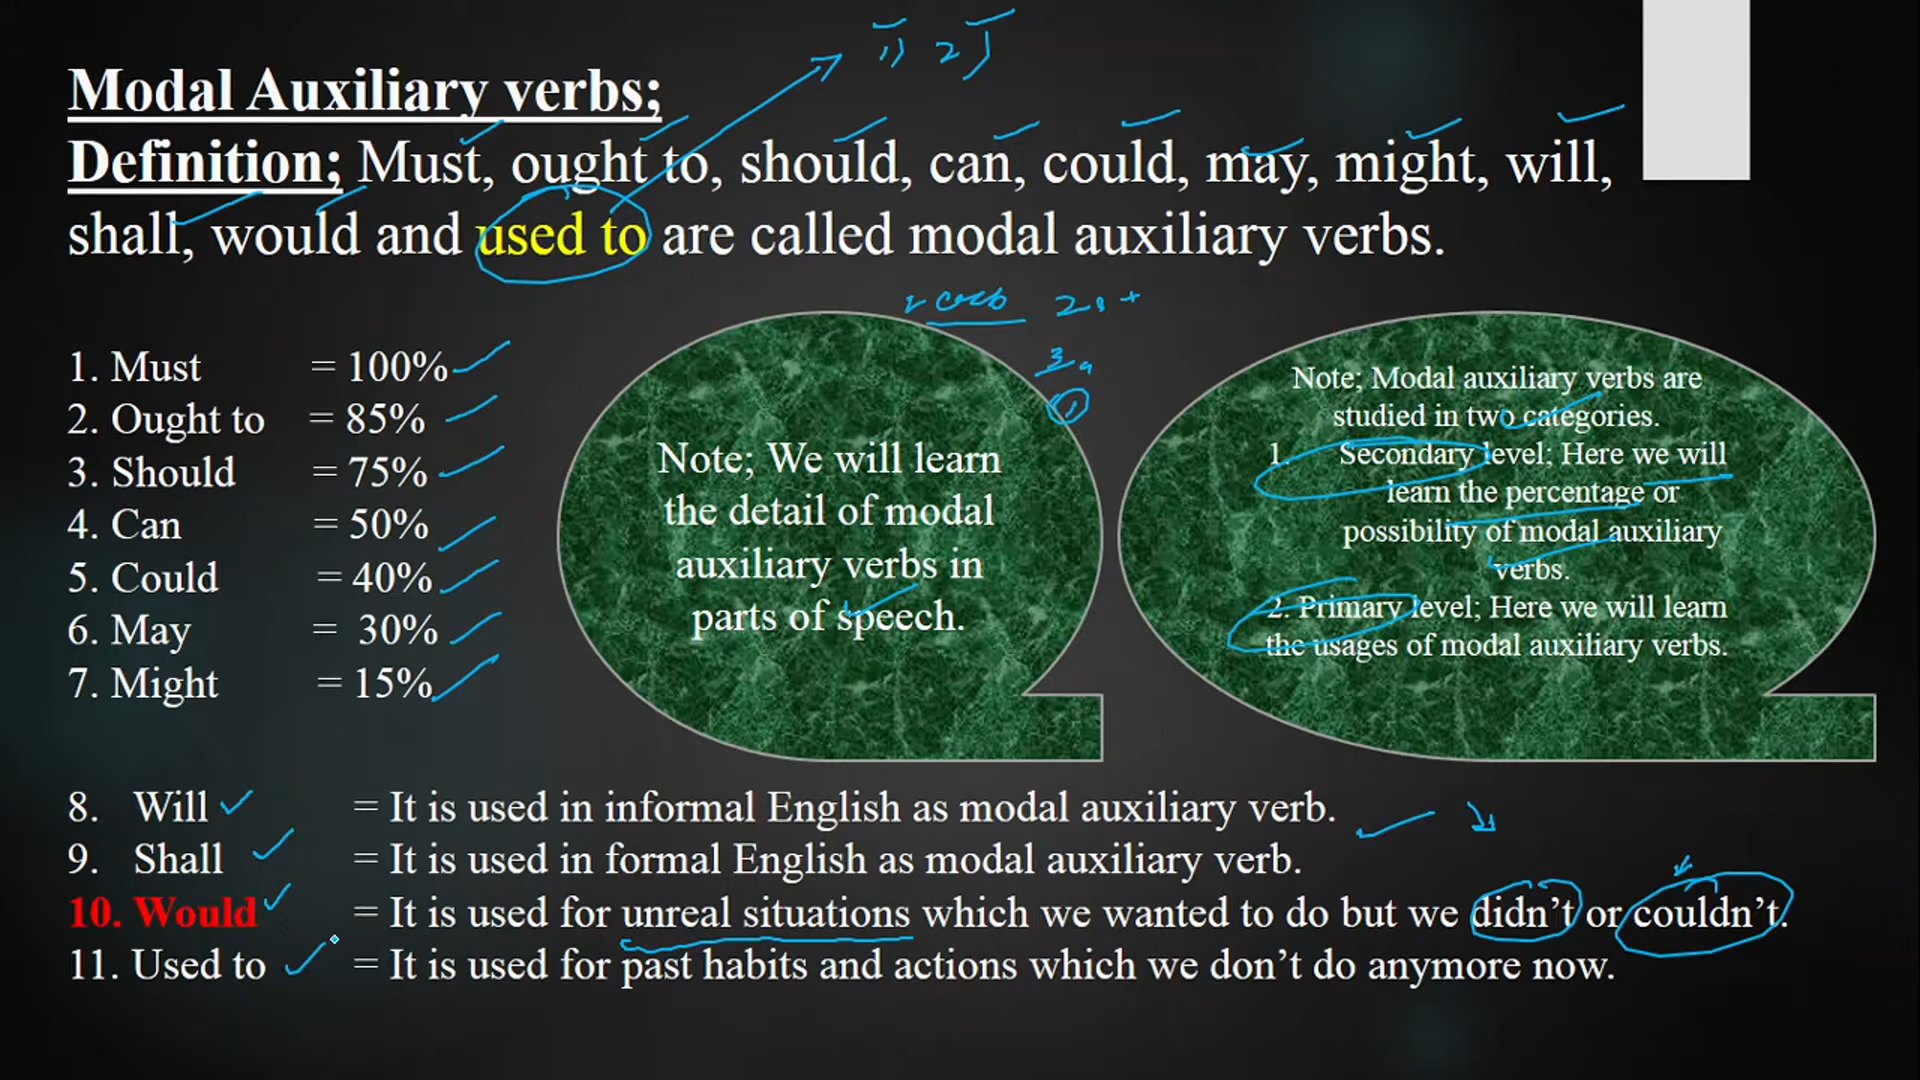 Modal Auxiliary verbs;
Definition; Must, ought to, should, can, could, may, might, will,
shall, would and used to are called modal auxiliary verbs.
1. Must = 100%
2. Ought to = 85%
3. Should = 75%
4. Can = 50%
5. Could = 40%
6. May = 30%
7. Might = 15%
Note; We will learn
the detail of modal
auxiliary verbs in
parts of speech.
Note; Modal auxiliary verbs are
studied in two categories.
1. Secondary level; Here we will
learn the percentage or
possibility of modal auxiliary
verbs.
2. Primary level; Here we will learn
the usages of modal auxiliary verbs.
8. Will = It is used in informal English as modal auxiliary verb.
9. Shall = It is used in formal English as modal auxiliary verb.
10. Would = It is used for unreal situations which we wanted to do but we didn’t or couldn’t.
11. Used to = It is used for past habits and actions which we don’t do anymore now.